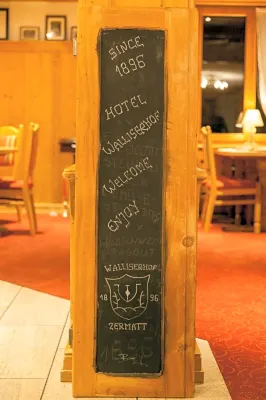 SINCE
1896
HOTEL
WALLISERHOF
WELCOME
ENJOY
WALLISERHOF
18 96
ZERMATT